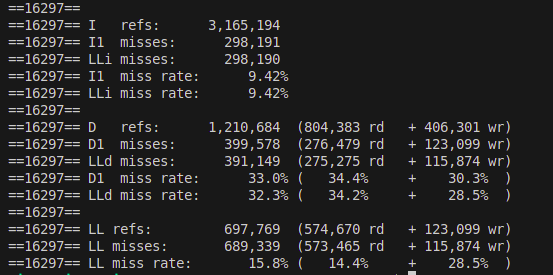 ==16297==
==16297== I   refs:      3,165,194
==16297== I1  misses:      298,191
==16297== LLi misses:      298,190
==16297== I1  miss rate:      9.42%
==16297== LLi miss rate:      9.42%
==16297==
==16297== D   refs:      1,210,684  (804,383 rd   + 406,301 wr)
==16297== D1  misses:      399,578  (276,479 rd   + 123,099 wr)
==16297== LLd misses:      391,149  (275,275 rd   + 115,874 wr)
==16297== D1  miss rate:      33.0% (   34.4%     +    30.3%  )
==16297== LLd miss rate:      32.3% (   34.2%     +    28.5%  )
==16297==
==16297== LL refs:         697,769  (574,670 rd   + 123,099 wr)
==16297== LL misses:       689,339  (573,465 rd   + 115,874 wr)
==16297== LL miss rate:       15.8% (   14.4%     +    28.5%  )